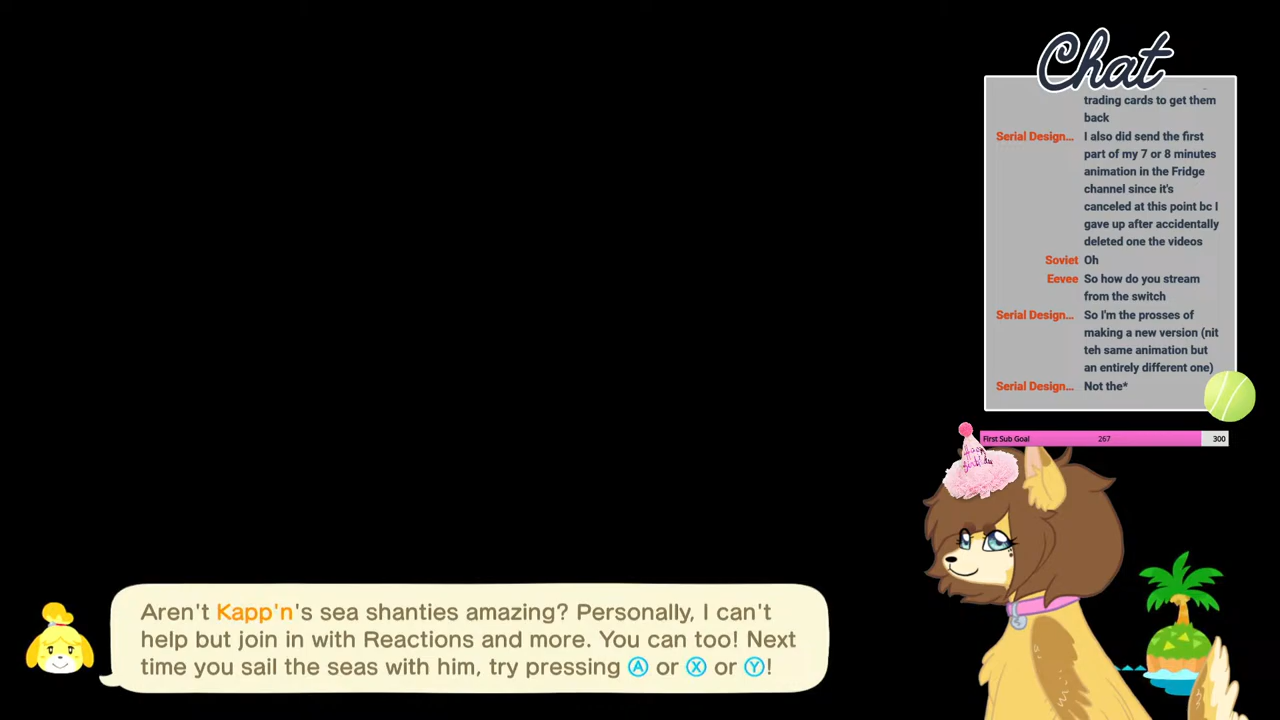 Chat
trading cards to get them
back
Serial Design... I also did send the first
part of my 7 or 8 minutes
animation in the Fridge
channel since it's
canceled at this point bc I
gave up after accidentally
deleted one the videos
Soviet Oh
Eevee So how do you stream
from the switch
Serial Design... So I'm the prosses of
making a new version (nit
teh same animation but
an entirely different one)
Serial Design... Not the*
First Sub Goal 267 300
Aren't Kapp'n's sea shanties amazing? Personally, I can't
help but join in with Reactions and more. You can too! Next
time you sail the seas with him, try pressing A or X or Y!